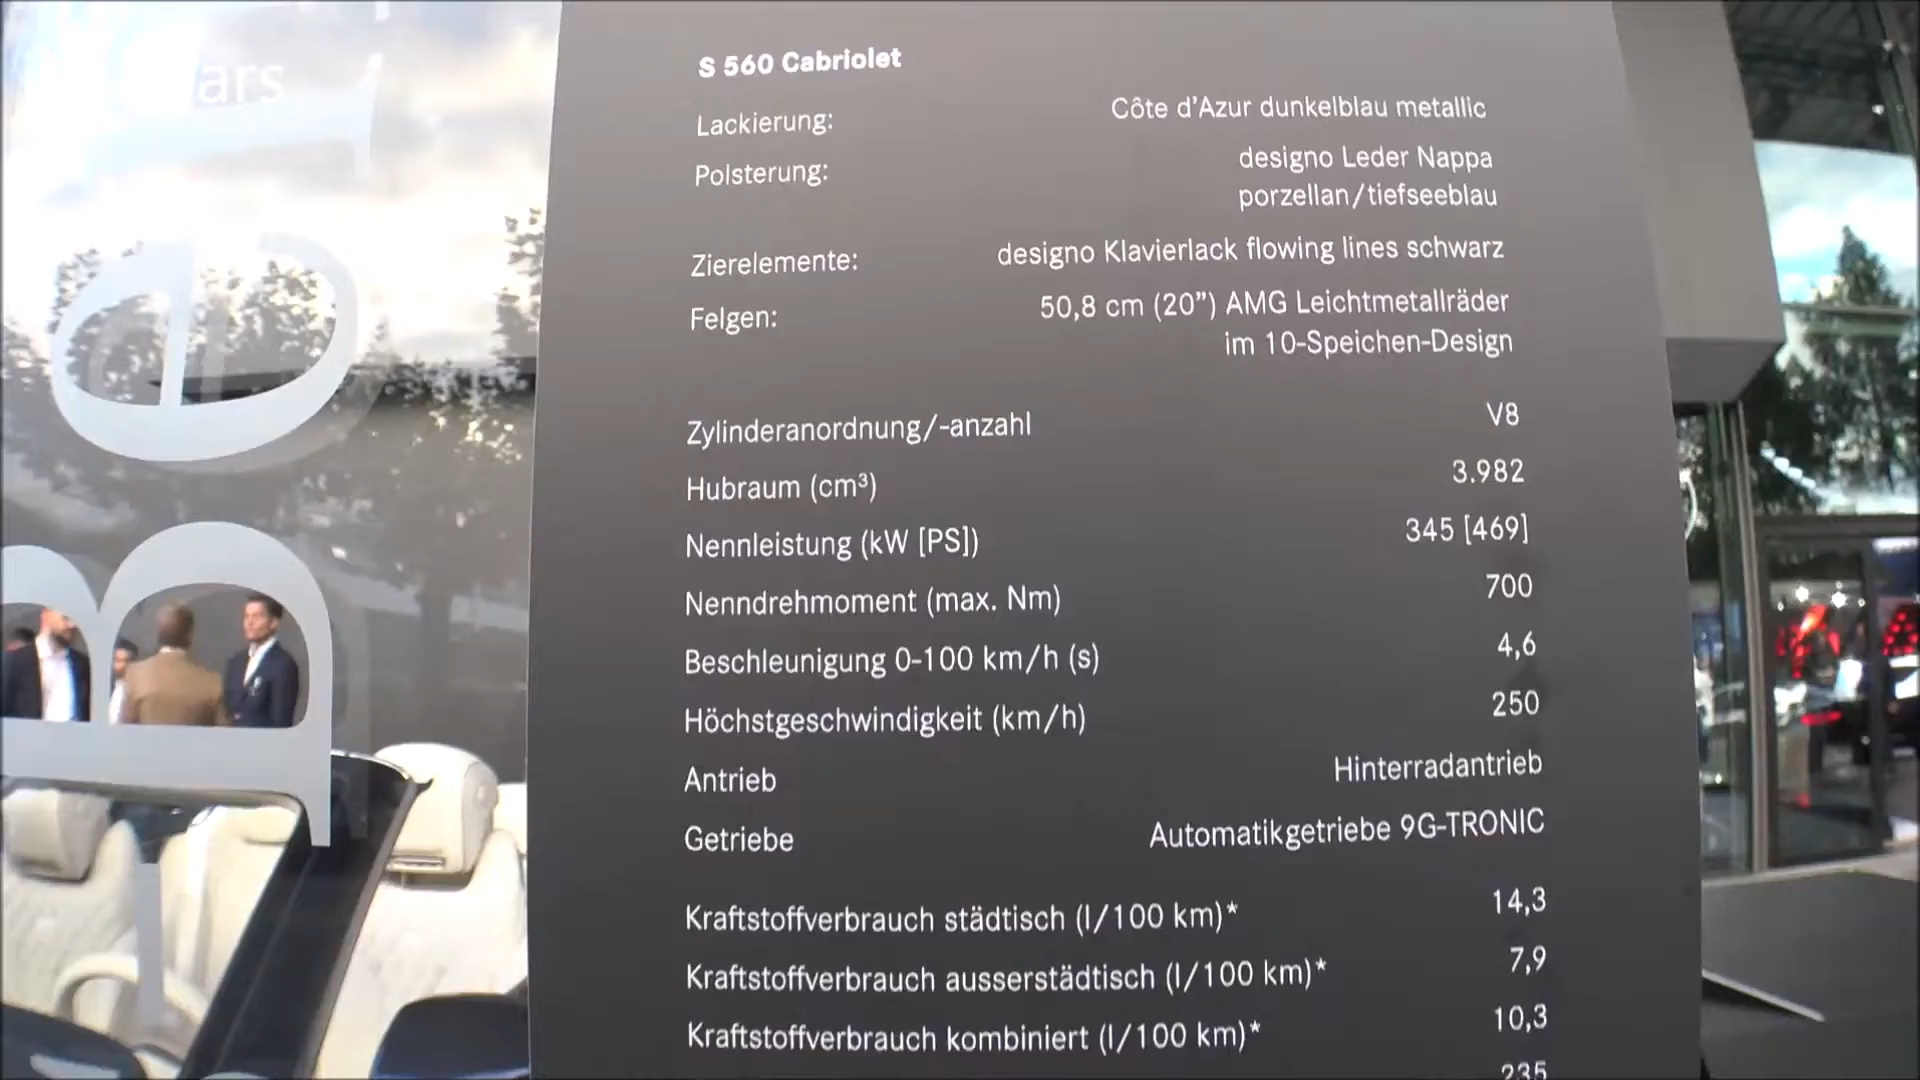 ars
S 560 Cabriolet
Lackierung: Côte d'Azur dunkelblau metallic
Polsterung: designo Leder Nappa
porzellan/tiefseeblau
Zierelemente: designo Klavierlack flowing lines schwarz
Felgen: 50,8 cm (20") AMG Leichtmetallräder
im 10-Speichen-Design
Zylinderanordnung/-anzahl V8
Hubraum (cm³) 3.982
Nennleistung (kW [PS]) 345 [469]
Nenndrehmoment (max. Nm) 700
Beschleunigung 0-100 km/h (s) 4,6
Höchstgeschwindigkeit (km/h) 250
Antrieb Hinterradantrieb
Getriebe Automatikgetriebe 9G-TRONIC
Kraftstoffverbrauch städtisch (l/100 km)* 14,3
Kraftstoffverbrauch ausserstädtisch (l/100 km)* 7,9
Kraftstoffverbrauch kombiniert (l/100 km)* 10,3
235